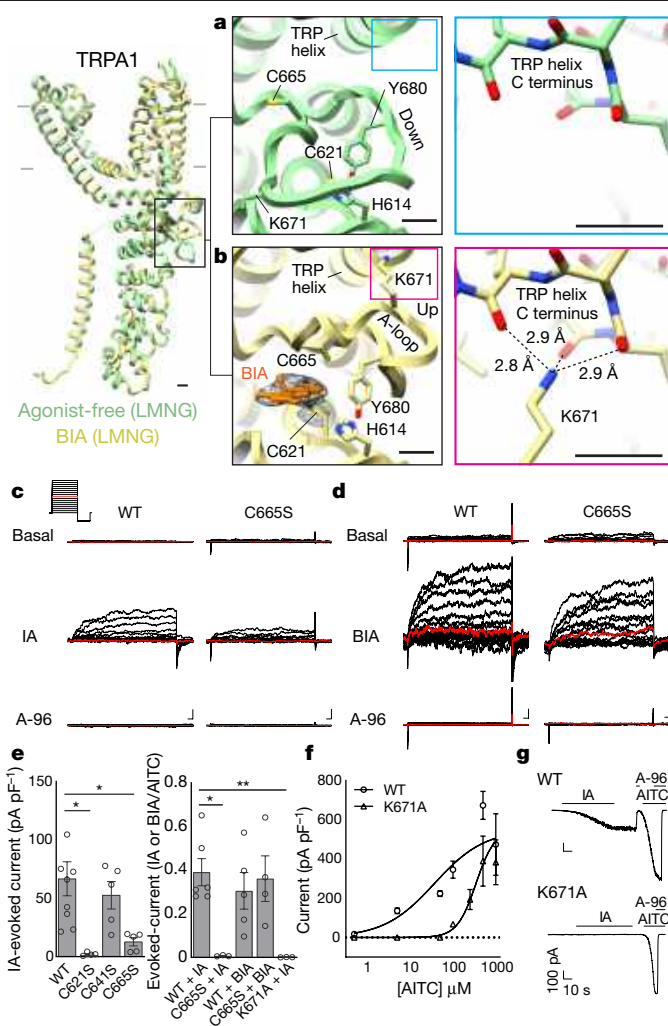 TRPA1
Agonist-free (LMNG)
BIA (LMNG)
a
TRP
helix
C665
Y680
Down
C621
H614
K671
TRP helix
C terminus
b
TRP
helix
K671
Up
A-loop
C665
BIA
Y680
H614
C621
TRP helix
C terminus
2.9 Å
2.8 Å
2.9 Å
K671
c
WT
C665S
Basal
IA
A-96
d
WT
C665S
Basal
BIA
A-96
e
IA-evoked current (pA pF⁻¹)
150
100
50
0
WT
C621S
C641S
C665S
*
*
Evoked-current (IA or BIA/AITC)
0.8
0.6
0.4
0.2
0
*
**
WT + IA
C665S + IA
WT + BIA
C665S + BIA
K671A + IA
f
Current (pA pF⁻¹)
800
600
400
200
0
WT
K671A
1
10
100
1000
[AITC] μM
g
WT
IA
A-96
AITC
K671A
IA
A-96
AITC
100 pA
10 s